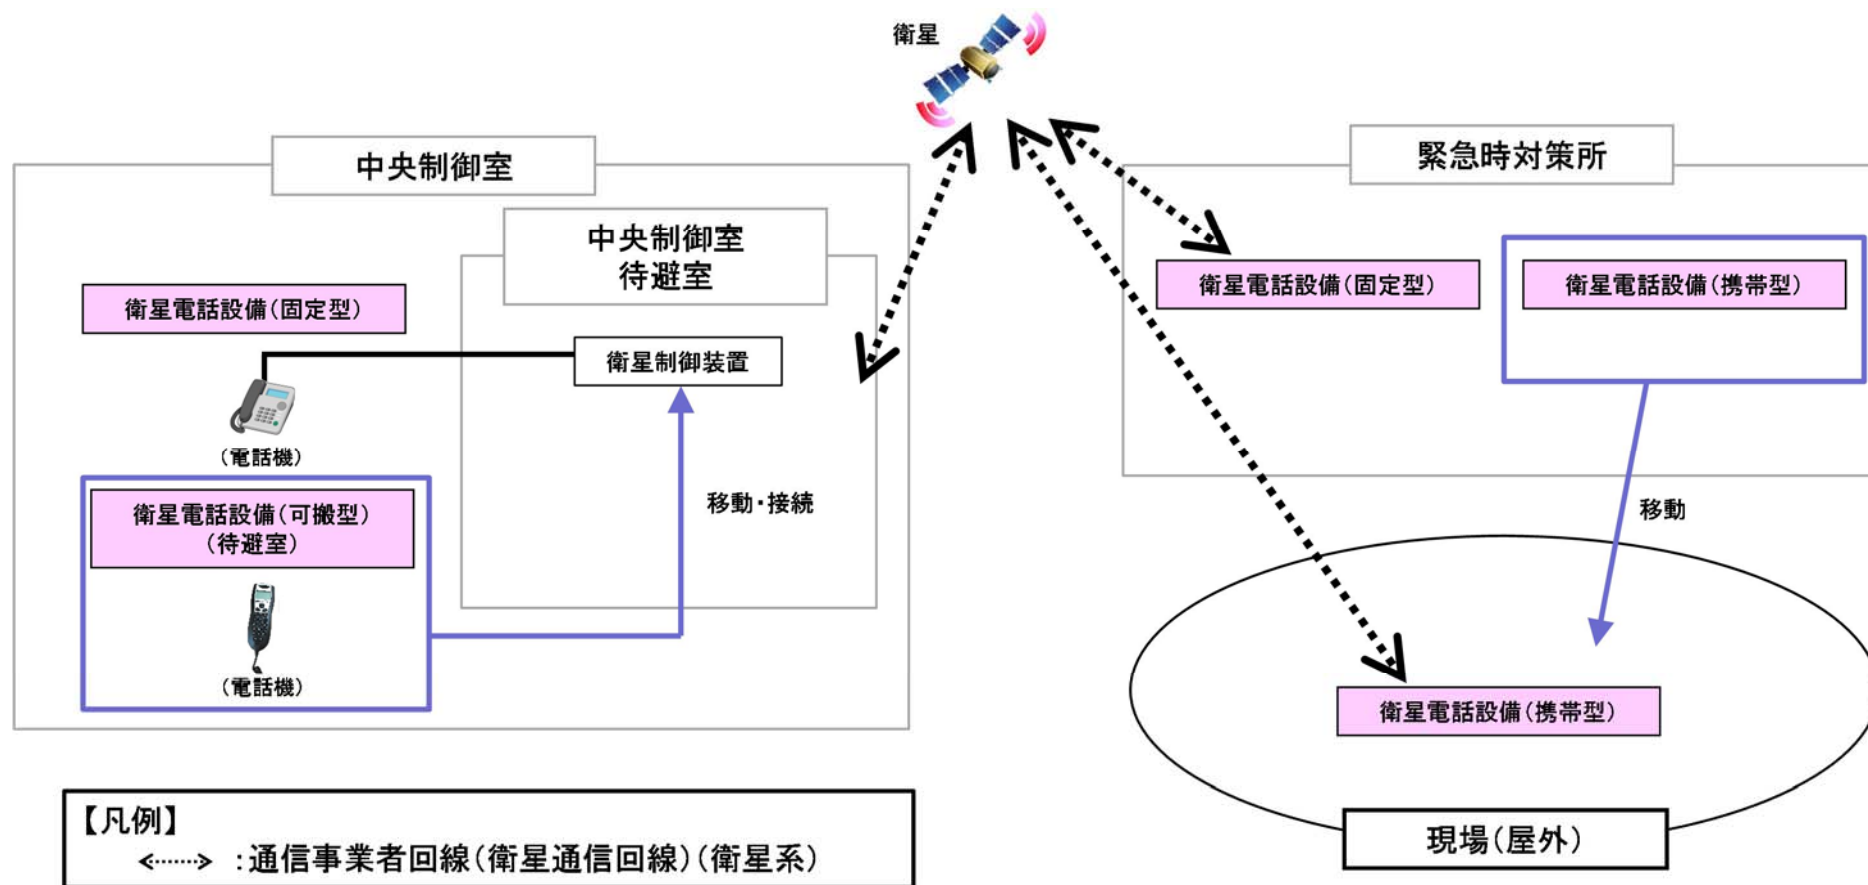 衛星
中央制御室
中央制御室
待避室
衛星電話設備(固定型)
衛星制御装置
(電話機)
衛星電話設備(可搬型)
(待避室)
(電話機)
移動・接続
緊急時対策所
衛星電話設備(固定型)
衛星電話設備(携帯型)
移動
衛星電話設備(携帯型)
現場(屋外)
【凡例】
:通信事業者回線(衛星通信回線)(衛星系)